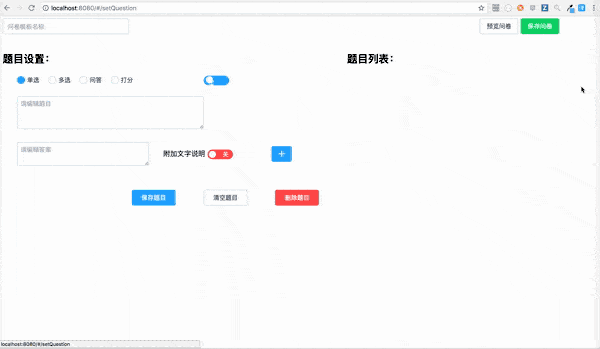 localhost:8080/#/setQuestion
问卷模板名称
预览问卷
保存问卷
题目设置：
题目列表：
单选 多选 问答 打分
请编辑题目
请编辑答案
附加文字说明 关
保存题目
清空题目
删除题目
localhost:8080/#/setQuestion